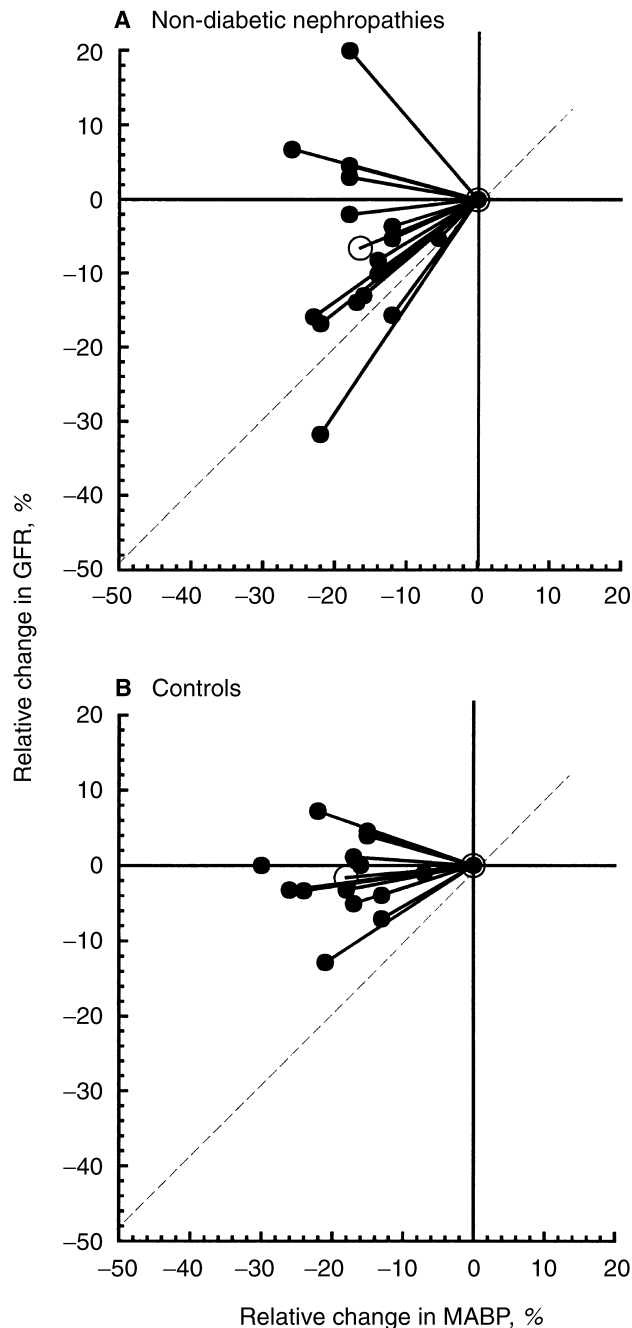 A Non-diabetic nephropathies
20
10
0
−10
−20
−30
−40
−50
−50 −40 −30 −20 −10 0 10 20
Relative change in GFR, %
B Controls
20
10
0
−10
−20
−30
−40
−50
−50 −40 −30 −20 −10 0 10 20
Relative change in MABP, %